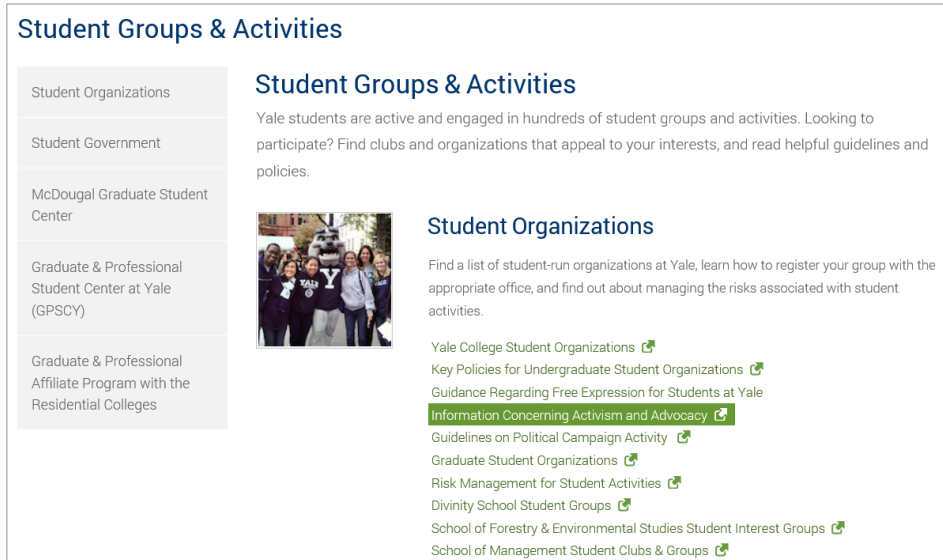 Student Groups & Activities
Student Organizations
Student Government
McDougal Graduate Student
Center
Graduate & Professional
Student Center at Yale
(GPSCY)
Graduate & Professional
Affiliate Program with the
Residential Colleges
Student Groups & Activities
Yale students are active and engaged in hundreds of student groups and activities. Looking to
participate? Find clubs and organizations that appeal to your interests, and read helpful guidelines and
policies.
YALE
Y
Student Organizations
Find a list of student-run organizations at Yale, learn how to register your group with the
appropriate office, and find out about managing the risks associated with student
activities.
Yale College Student Organizations
Key Policies for Undergraduate Student Organizations
Guidance Regarding Free Expression for Students at Yale
Information Concerning Activism and Advocacy
Guidelines on Political Campaign Activity
Graduate Student Organizations
Risk Management for Student Activities
Divinity School Student Groups
School of Forestry & Environmental Studies Student Interest Groups
School of Management Student Clubs & Groups